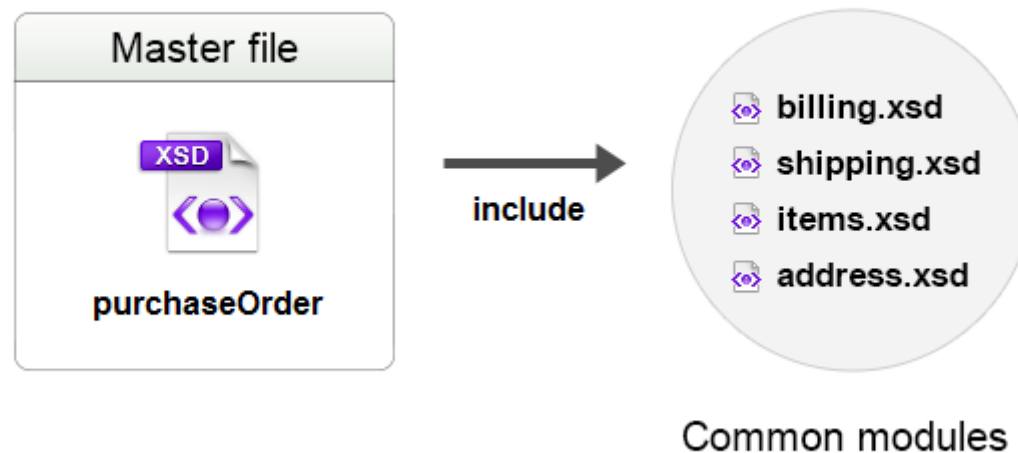 Master file
XSD
purchaseOrder
include
billing.xsd
shipping.xsd
items.xsd
address.xsd
Common modules